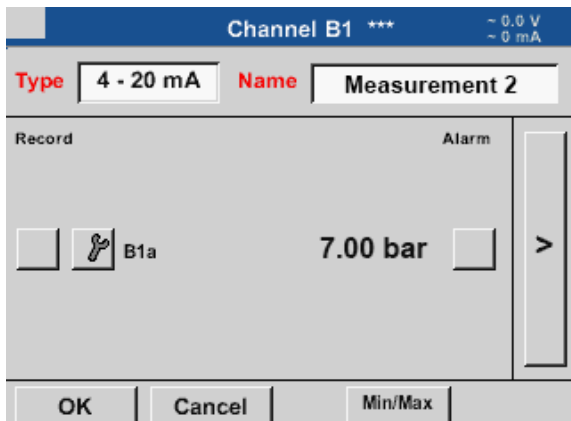 Channel B1 *** ~ 0.0 V
~ 0 mA
Type 4 - 20 mA Name Measurement 2
Record Alarm
B1a 7.00 bar >
OK Cancel Min/Max